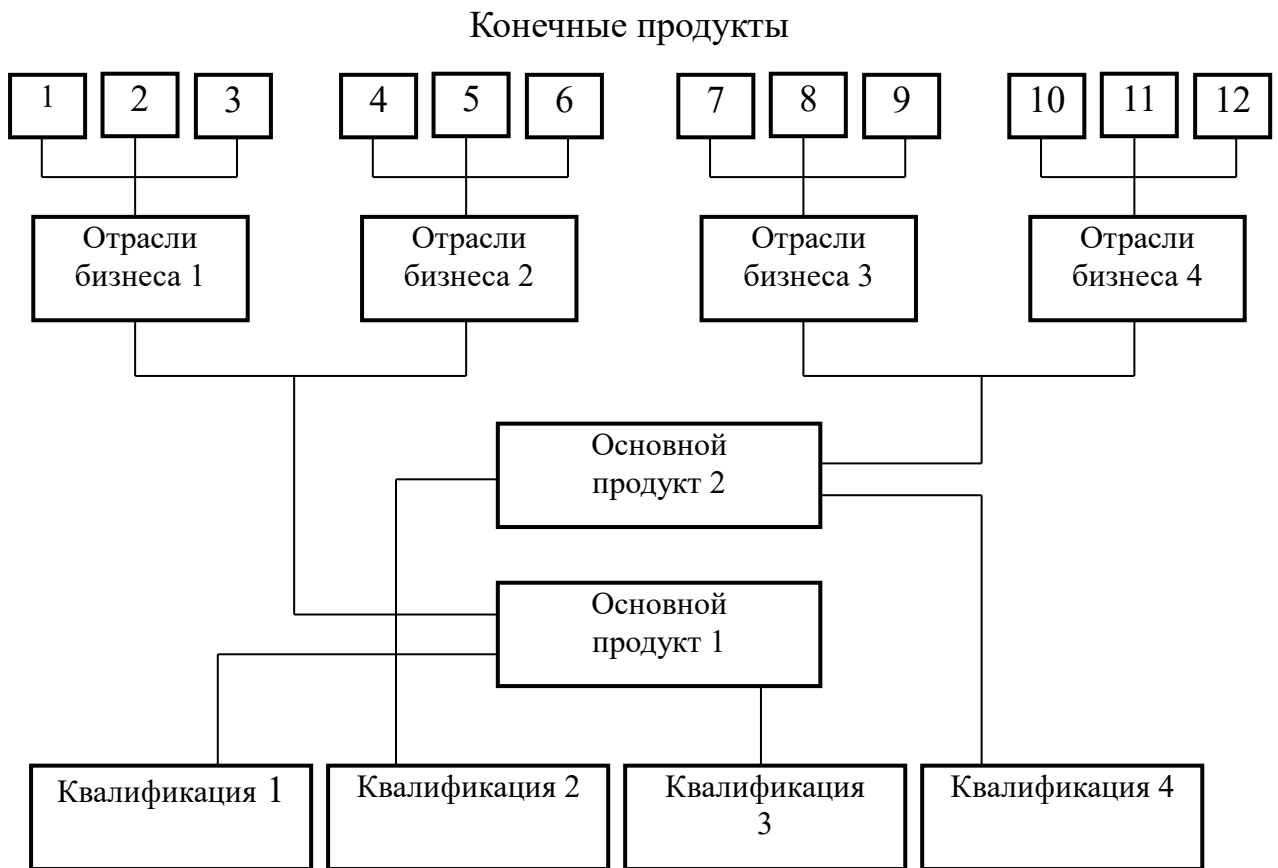 Конечные продукты
1 2 3 4 5 6 7 8 9 10 11 12
Отрасли
бизнеса 1
Отрасли
бизнеса 2
Отрасли
бизнеса 3
Отрасли
бизнеса 4
Основной
продукт 2
Основной
продукт 1
Квалификация 1
Квалификация 2
Квалификация
3
Квалификация 4